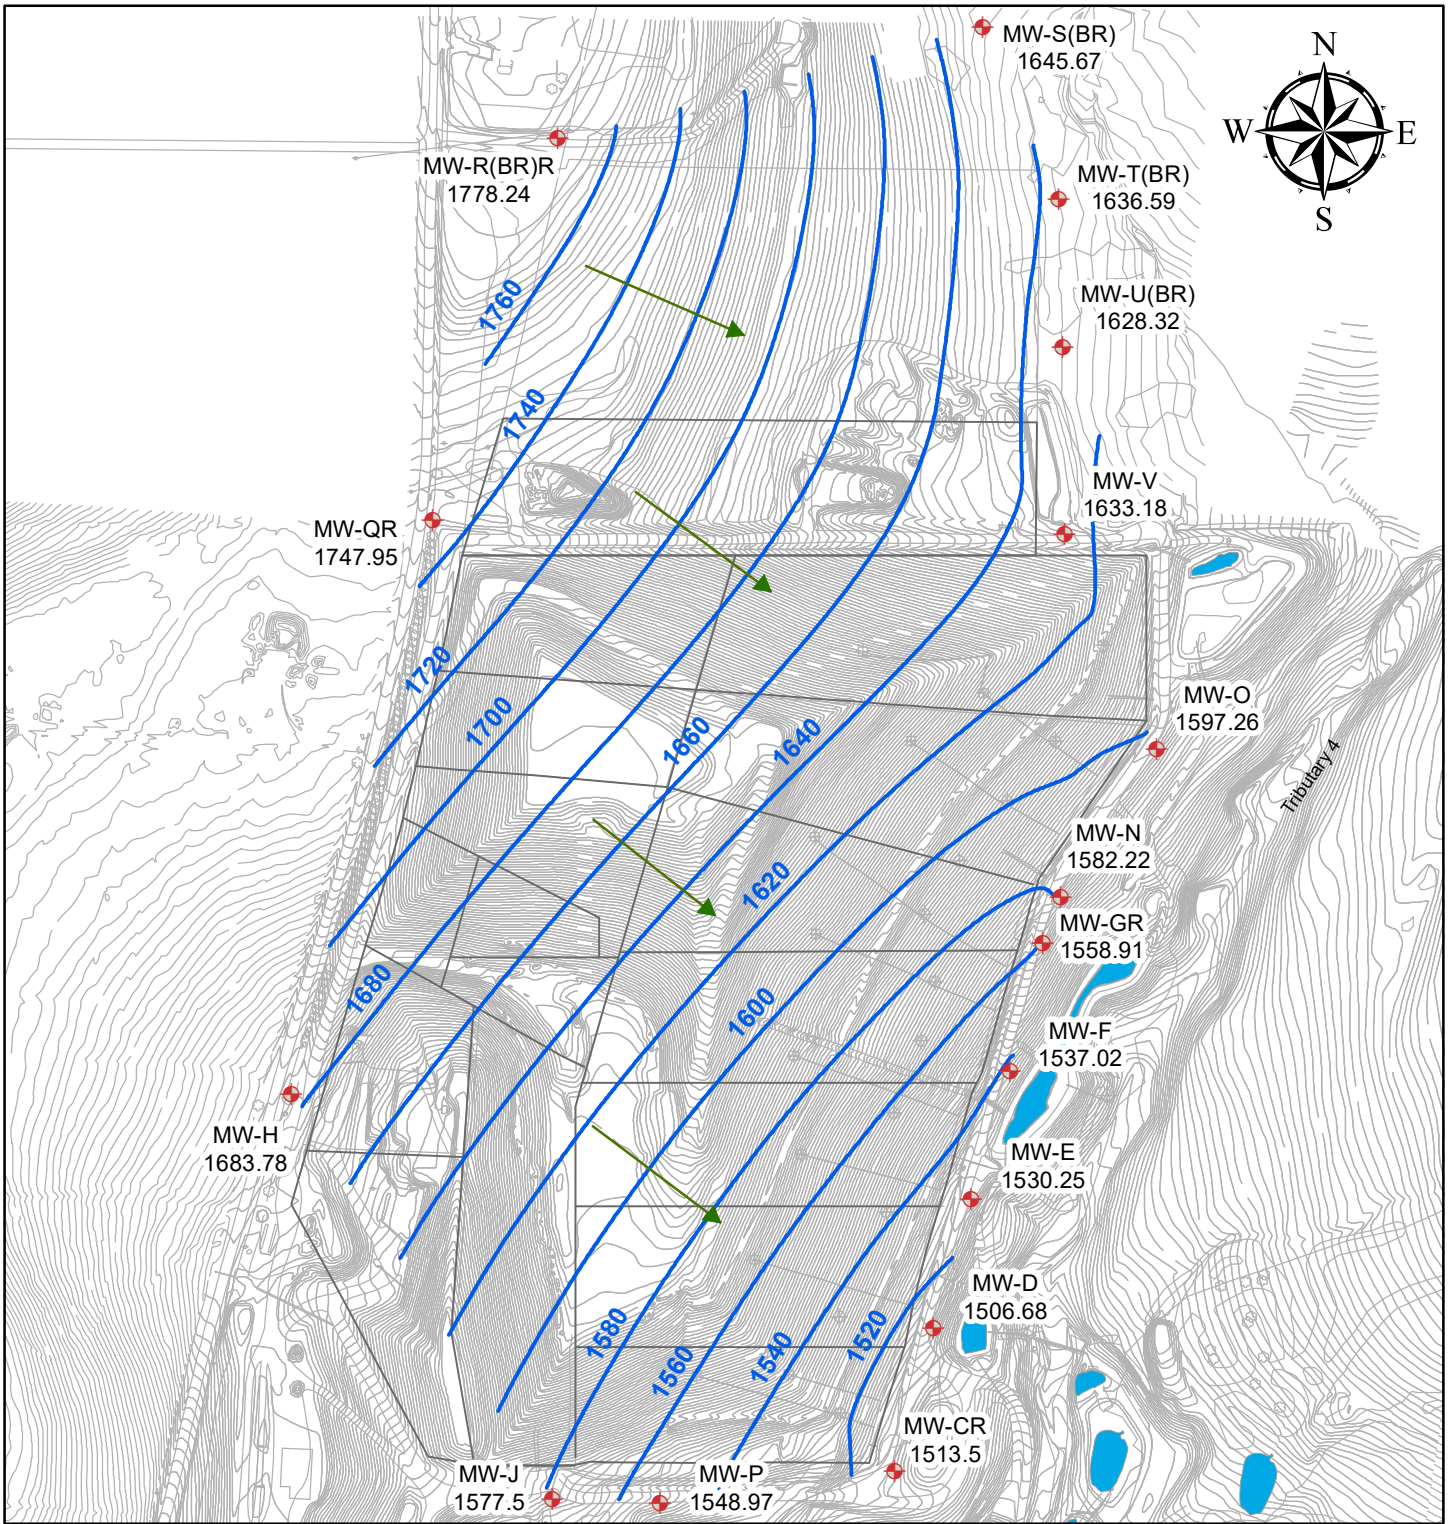 MW-S(BR)
1645.67
N
W
E
S
MW-R(BR)R
1778.24
MW-T(BR)
1636.59
MW-U(BR)
1628.32
1760
1740
MW-V
1633.18
MW-QR
1747.95
1720
1700
1660
1640
MW-O
1597.26
Tributary 4
MW-N
1582.22
1620
MW-GR
1558.91
1680
1600
MW-F
1537.02
MW-H
1683.78
MW-E
1530.25
MW-D
1506.68
1580
1560
1540
1520
MW-CR
1513.5
MW-J
1577.5
MW-P
1548.97